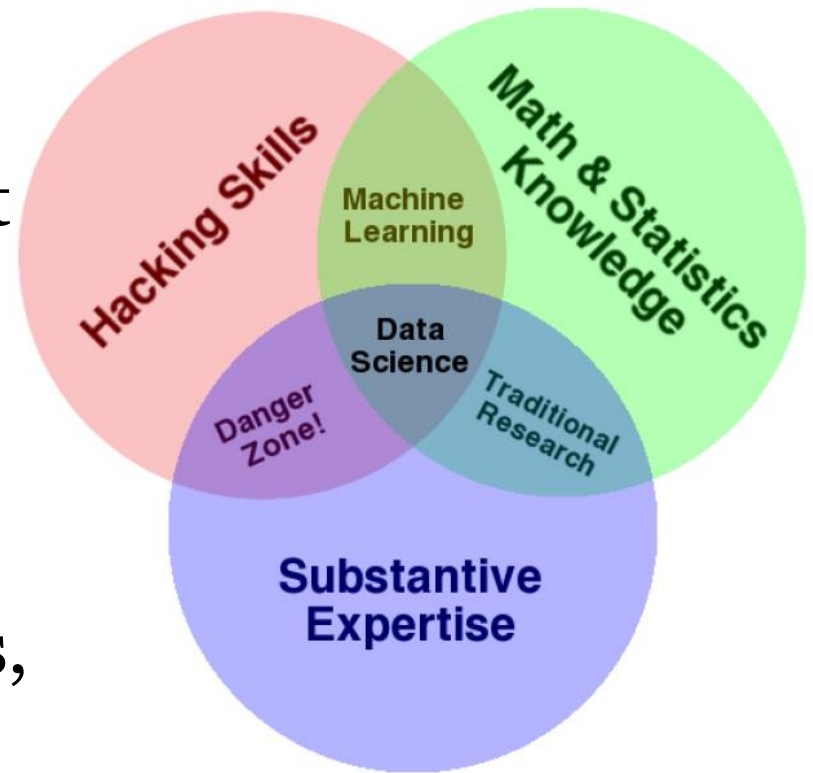 Hacking Skills
Math & Statistics
Knowledge
Machine
Learning
Data
Science
Danger
Zone!
Traditional
Research
Substantive
Expertise
t
s,